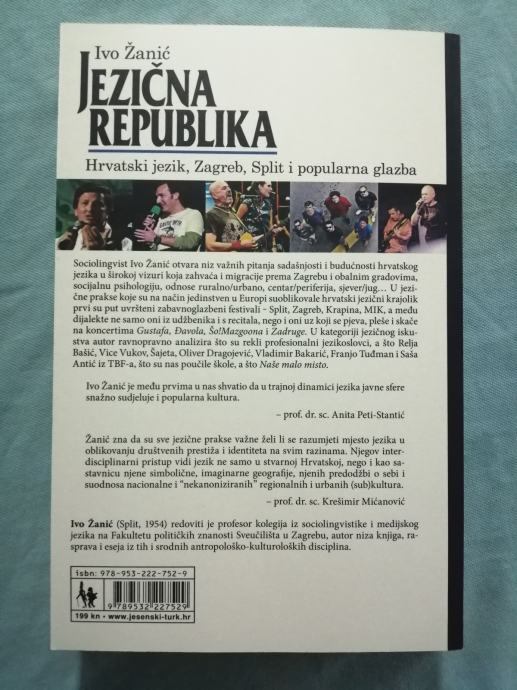 Ivo Žanić
JEZIČNA
REPUBLIKA
Hrvatski jezik, Zagreb, Split i popularna glazba
Sociolingvist Ivo Žanić otvara niz važnih pitanja sadašnjosti i budućnosti hrvatskog
jezika u širokoj vizuri koja zahvaća i migracije prema Zagrebu i obalnim gradovima,
socijalnu psihologiju, odnose ruralno/urbano, centar/periferija, sjever/jug… U jezič-
ne prakse koje su na način jedinstven u Europi suoblikovale hrvatski jezični krajolik
prvi su put uvršteni zabavnoglazbeni festivali - Split, Zagreb, Krapina, MIK, a među
dijalekte ne samo oni iz udžbenika i s recitala, nego i oni uz koji se pjeva, pleše i skače
na koncertima Gustafa, Đavola, Šo!Mazgoona i Zadruge. U kategoriji jezičnog isku-
stva autor ravnopravno analizira što su rekli profesionalni jezikoslovci, a što Relja
Bašić, Vice Vukov, Šajeta, Oliver Dragojević, Vladimir Bakarić, Franjo Tuđman i Saša
Antić iz TBF-a, što su nas poučile škole, a što Naše malo misto.
Ivo Žanić je među prvima u nas shvatio da u trajnoj dinamici jezika javne sfere
snažno sudjeluje i popularna kultura.
– prof. dr. sc. Anita Peti-Stantić
Žanić zna da su sve jezične prakse važne želi li se razumjeti mjesto jezika u
oblikovanju društvenih prestiža i identiteta na svim razinama. Njegov inter-
disciplinarni pristup vidi jezik ne samo u stvarnoj Hrvatskoj, nego i kao sa-
stavnicu njene simbolične, imaginarne geografije, njenih predodžbi o sebi i
suodnosa nacionalne i "nekanoniziranih" regionalnih i urbanih (sub)kultura.
– prof. dr. sc. Krešimir Mićanović
Ivo Žanić (Split, 1954) redoviti je profesor kolegija iz sociolingvistike i medijskog
jezika na Fakultetu političkih znanosti Sveučilišta u Zagrebu, autor niza knjiga, ra-
sprava i eseja iz tih i srodnih antropološko-kulturoloških disciplina.
isbn: 978-953-222-752-9
9 789532 227529
199 kn • www.jesenski-turk.hr